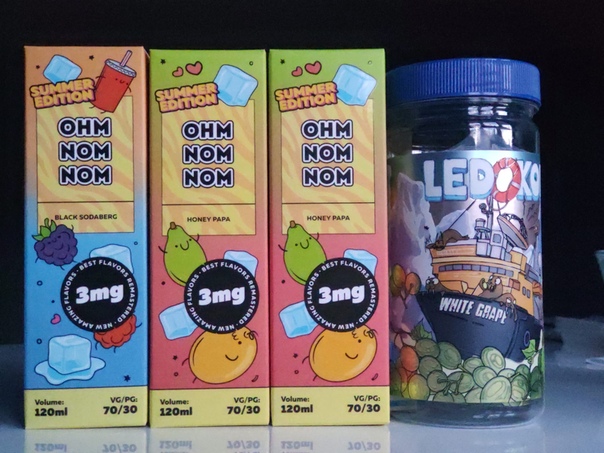 SUMMER
EDITION
OHM
NOM
NOM
BLACK SODABERG
NEW AMAZING FLAVORS • BEST FLAVORS REMASTERED •
3mg
Volume:
120ml
VG/PG:
70/30
SUMMER
EDITION
OHM
NOM
NOM
HONEY PAPA
NEW AMAZING FLAVORS • BEST FLAVORS REMASTERED •
3mg
Volume:
120ml
VG/PG:
70/30
SUMMER
EDITION
OHM
NOM
NOM
HONEY PAPA
NEW AMAZING FLAVORS • BEST FLAVORS REMASTERED •
3mg
Volume:
120ml
VG/PG:
70/30
LEDOKO
WHITE GRAPE